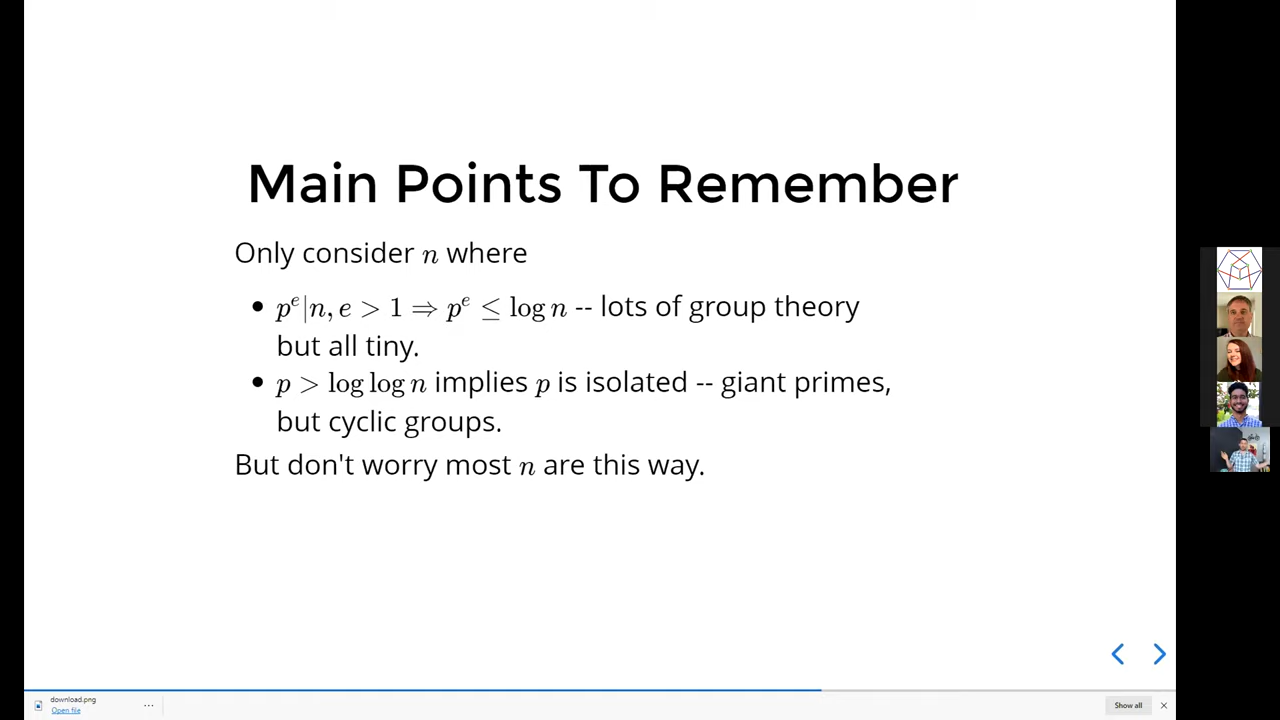 Main Points To Remember
Only consider n where
• pᵉ|n, e > 1 ⇒ pᵉ ≤ log n -- lots of group theory
but all tiny.
• p > log log n implies p is isolated -- giant primes,
but cyclic groups.
But don't worry most n are this way.
download.png
Open file
...
Show all